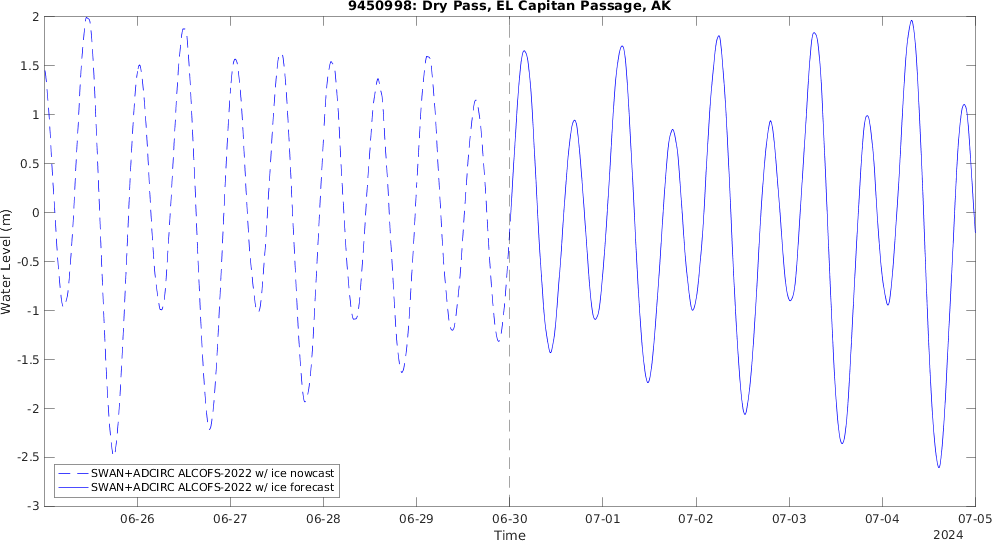 9450998: Dry Pass, EL Capitan Passage, AK
2
1.5
1
0.5
0
-0.5
-1
-1.5
-2
-2.5
-3
Water Level (m)
SWAN+ADCIRC ALCOFS-2022 w/ ice nowcast
SWAN+ADCIRC ALCOFS-2022 w/ ice forecast
06-26 06-27 06-28 06-29 06-30 07-01 07-02 07-03 07-04 07-05
Time
2024